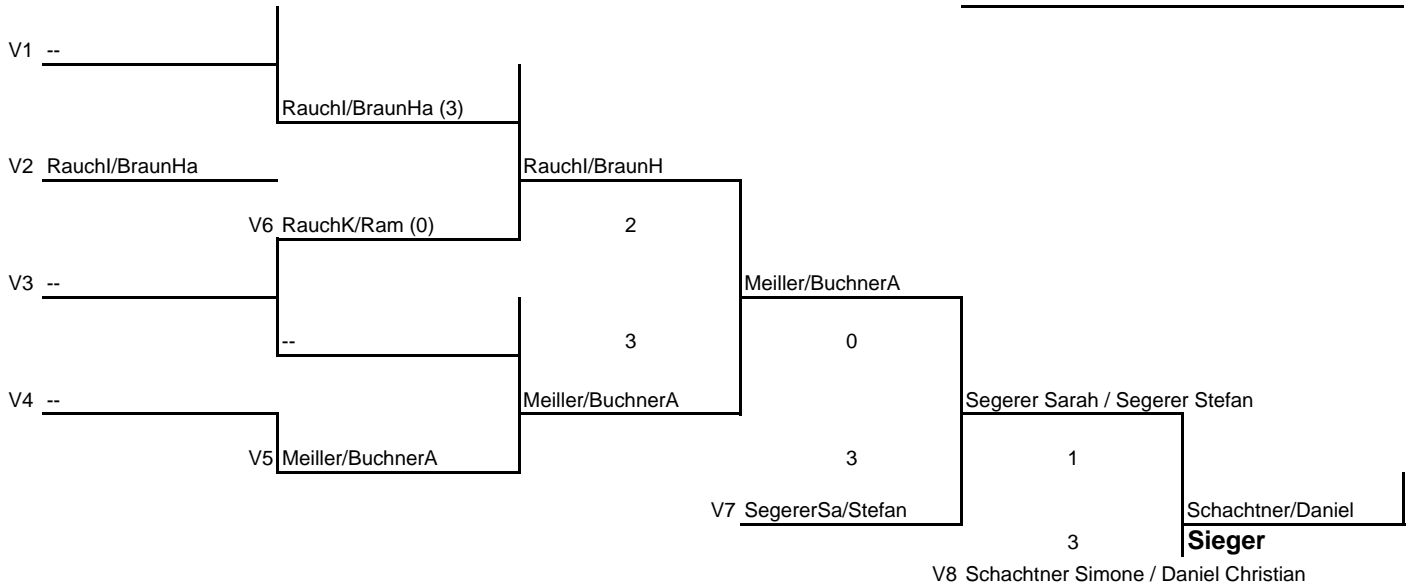 V1 --
RauchI/BraunHa (3)
V2 RauchI/BraunHa
RauchI/BraunH
V6 RauchK/Ram (0)
2
V3 --
Meiller/BuchnerA
--
3
0
V4 --
Meiller/BuchnerA
Segerer Sarah / Segerer Stefan
V5 Meiller/BuchnerA
3
1
V7 SegererSa/Stefan
Schachtner/Daniel
3
Sieger
V8 Schachtner Simone / Daniel Christian